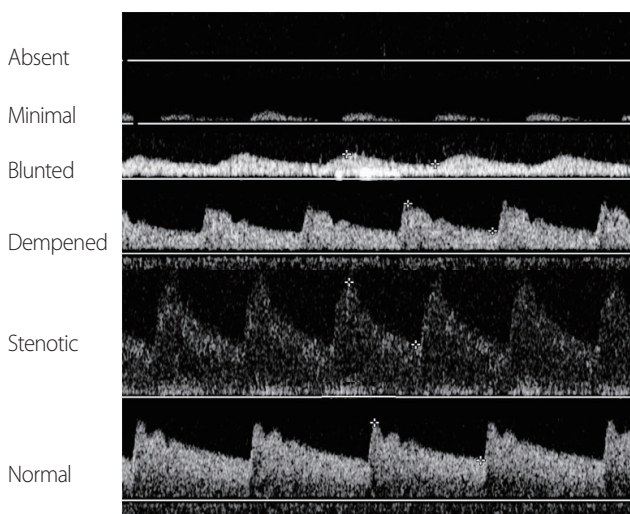 Absent
Minimal
Blunted
Dempened
Stenotic
Normal